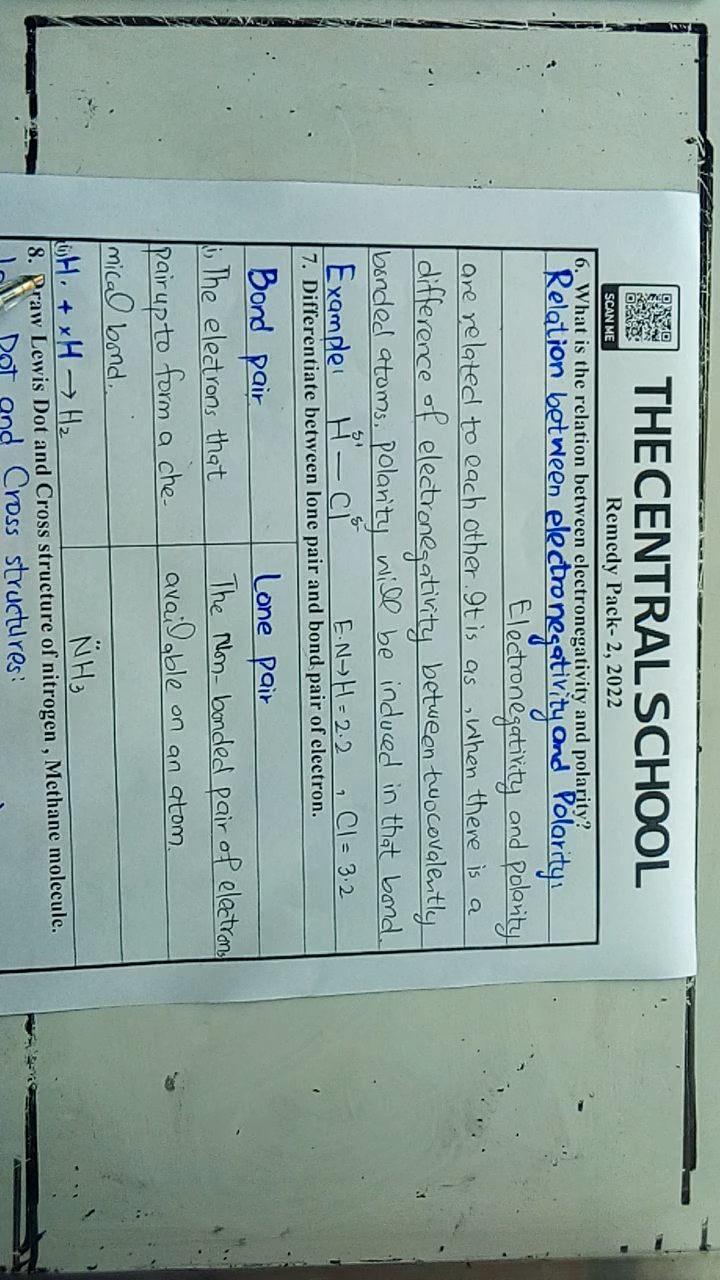 THE CENTRAL SCHOOL
Remedy Pack- 2, 2022
SCAN ME
6. What is the relation between electronegativity and polarity?
Relation between electronegativity and Polarity:
Electronegativity and polarity
are related to each other. It is as, when there is a
difference of electronegativity between two covalently
bonded atoms, polarity will be induced in that bond.
Example: H δ+ — Cl δ- E.N→H = 2.2 , Cl = 3.2
7. Differentiate between lone pair and bond pair of electron.
Bond pair Lone pair
i) The electrons that The Non-bonded pair of electrons
pair up to form a che- available on an atom.
mical bond.
ii) H. + xH → H₂ N̈H₃
8. Draw Lewis Dot and Cross structure of nitrogen , Methane molecule.
Dot and Cross structures: